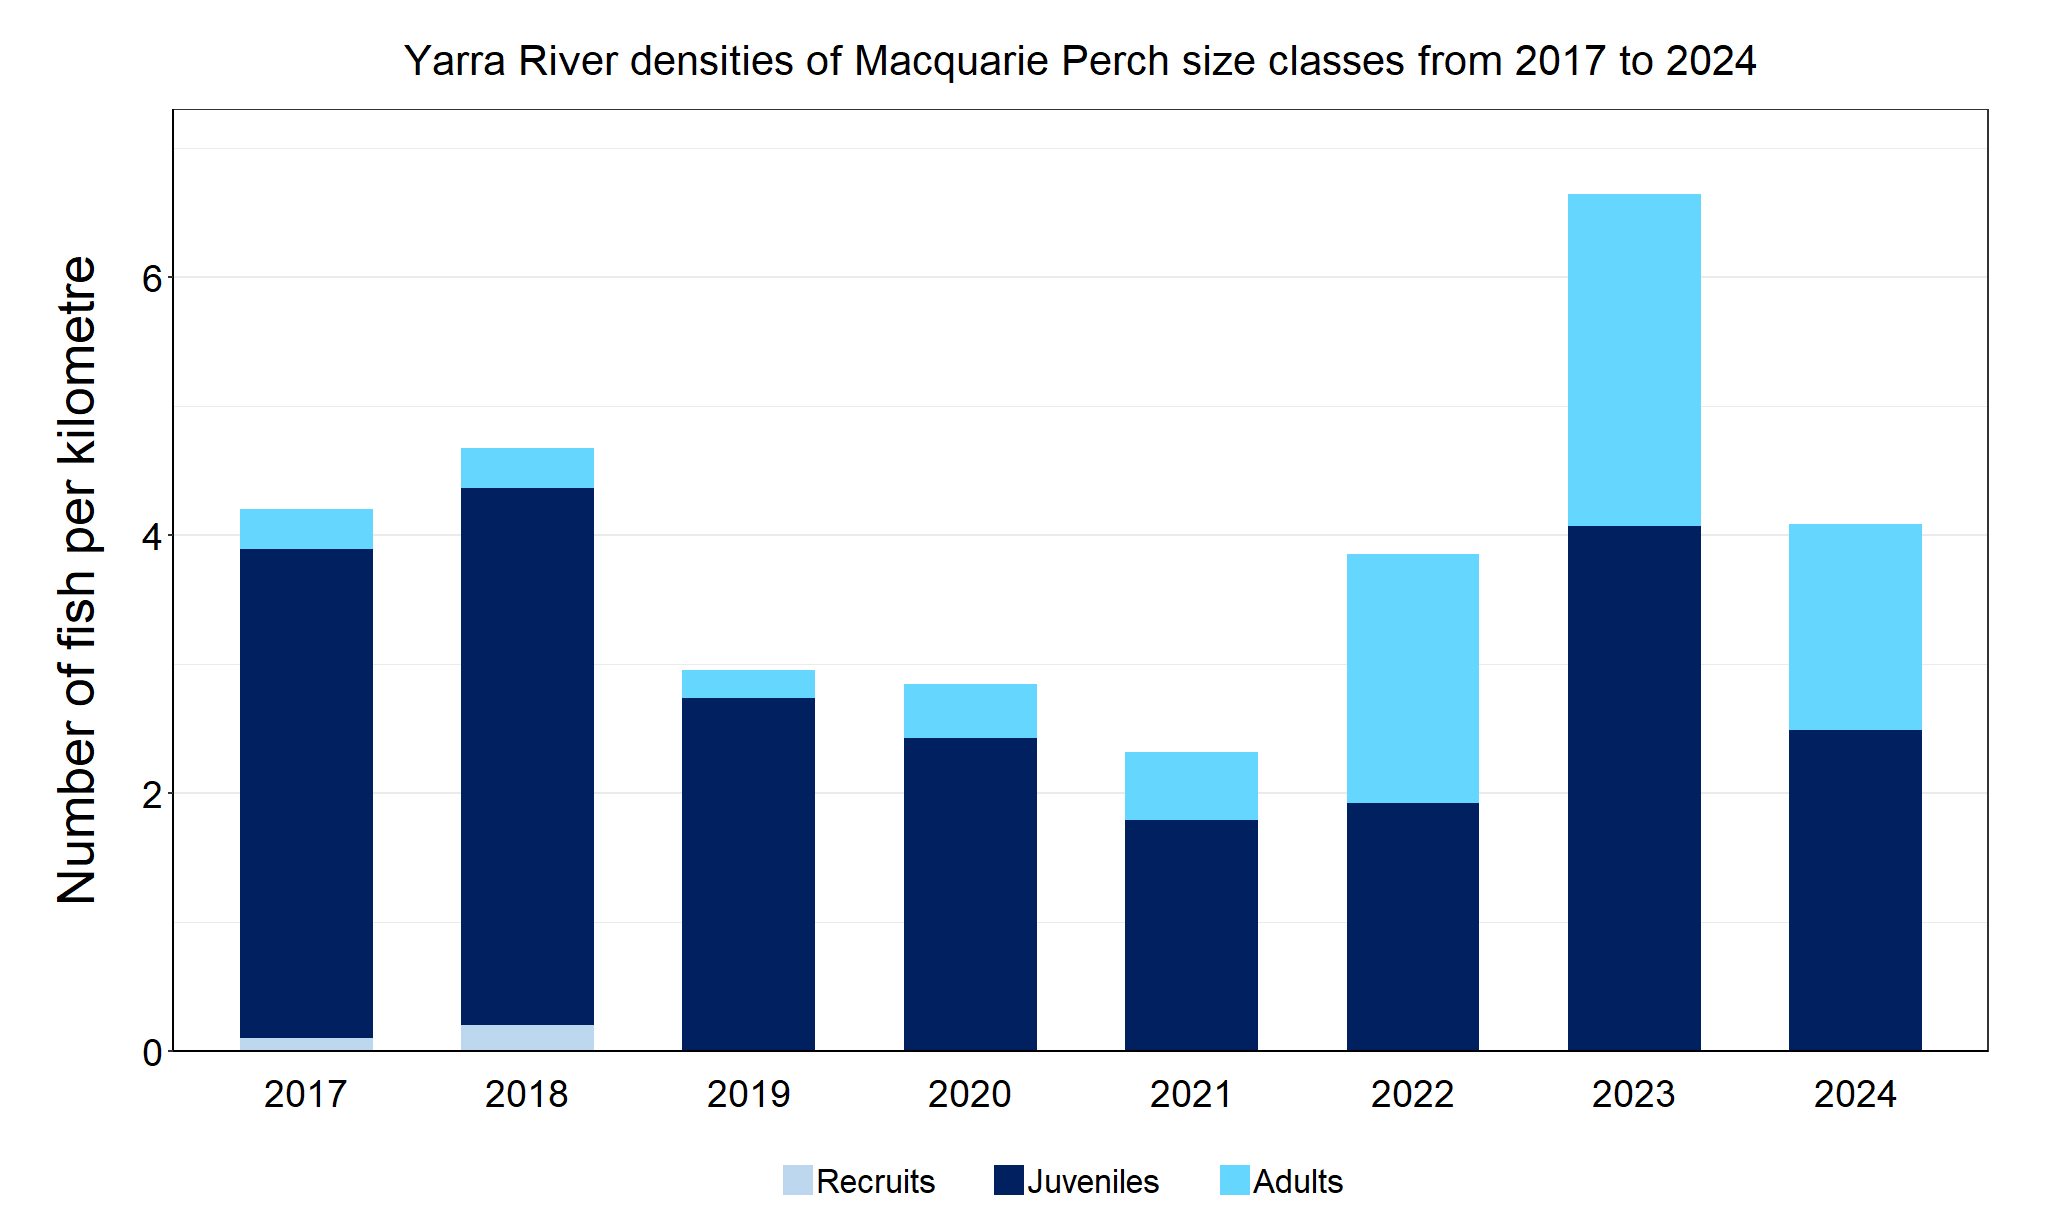 Yarra River densities of Macquarie Perch size classes from 2017 to 2024
Number of fish per kilometre
6
4
2
0
2017 2018 2019 2020 2021 2022 2023 2024
Recruits Juveniles Adults